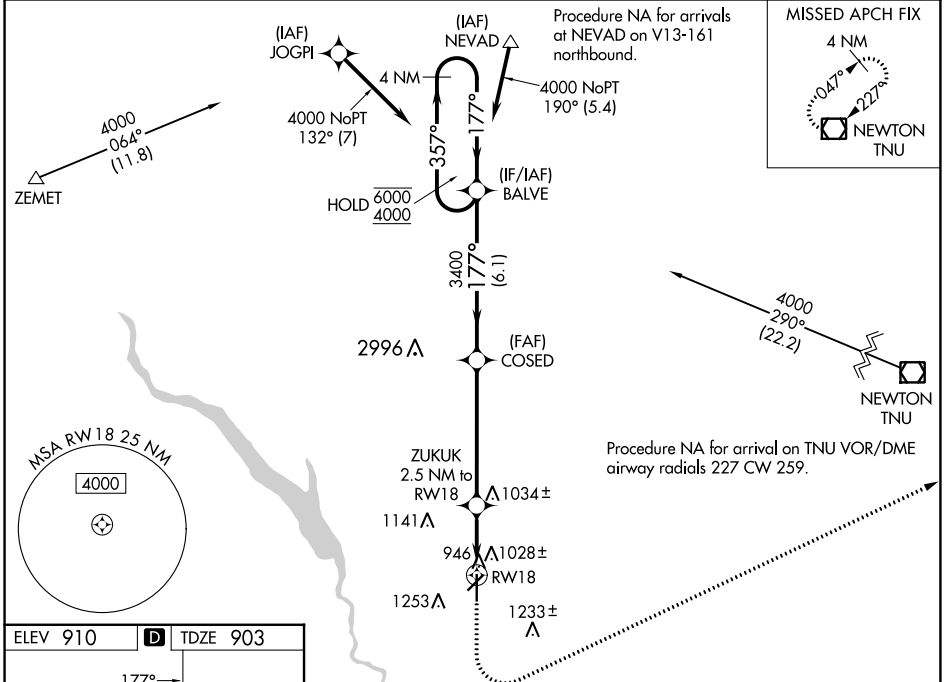 (IAF)
JOGPI
(IAF)
NEVAD
Procedure NA for arrivals
at NEVAD on V13-161
northbound.
MISSED APCH FIX
4 NM
047°
227°
NEWTON
TNU
4 NM
4000 NoPT
190° (5.4)
4000 NoPT
132° (7)
4000
064°
(11.8)
ZEMET
357°
177°
HOLD 6000
4000
(IF/IAF)
BALVE
3400
177°
(6.1)
4000
290°
(22.2)
NEWTON
TNU
2996
(FAF)
COSED
Procedure NA for arrival on TNU VOR/DME
airway radials 227 CW 259.
MSA RW18 25 NM
4000
ZUKUK
2.5 NM to
RW18
1034±
1141
946
1028±
RW18
1253
1233±
ELEV 910 D TDZE 903
177°